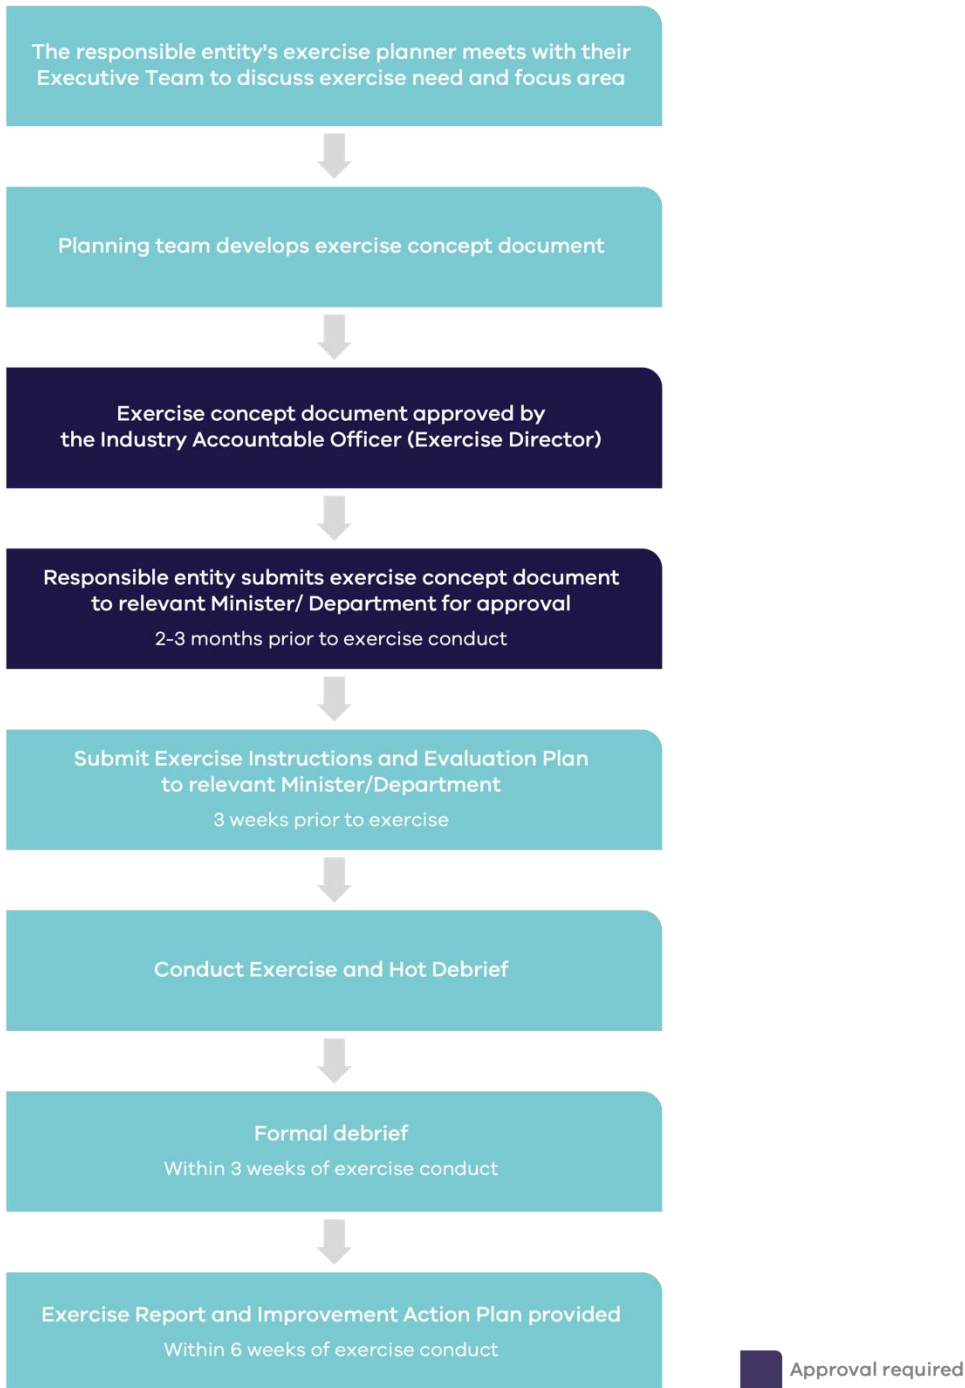 The responsible entity's exercise planner meets with their
Executive Team to discuss exercise need and focus area
Planning team develops exercise concept document
Exercise concept document approved by
the Industry Accountable Officer (Exercise Director)
Responsible entity submits exercise concept document
to relevant Minister/ Department for approval
2-3 months prior to exercise conduct
Submit Exercise Instructions and Evaluation Plan
to relevant Minister/Department
3 weeks prior to exercise
Conduct Exercise and Hot Debrief
Formal debrief
Within 3 weeks of exercise conduct
Exercise Report and Improvement Action Plan provided
Within 6 weeks of exercise conduct
Approval required